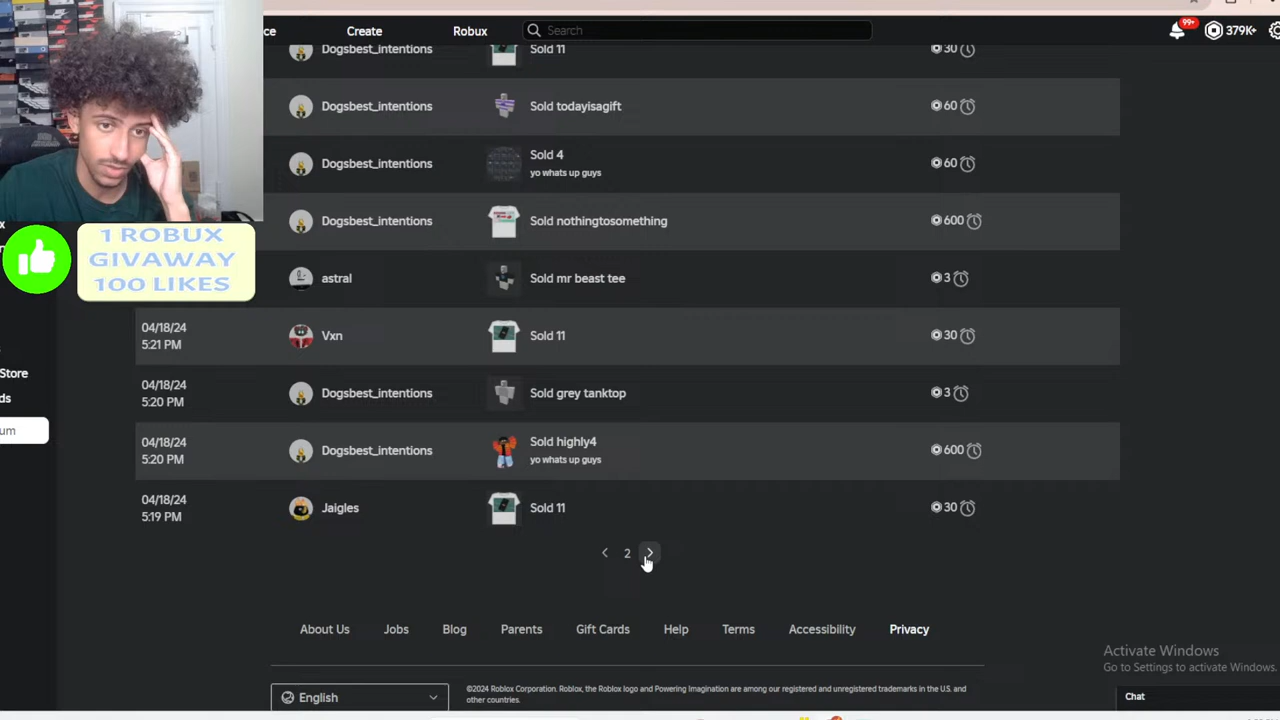 ce
Create
Robux
Search
99+
379K+
Dogsbest_intentions
Sold 11
30
Dogsbest_intentions
Sold todayisagift
60
Dogsbest_intentions
Sold 4
yo whats up guys
60
Dogsbest_intentions
Sold nothingtosomething
600
1 ROBUX
GIVAWAY
100 LIKES
astral
Sold mr beast tee
3
04/18/24
5:21 PM
Vxn
Sold 11
30
Store
04/18/24
5:20 PM
Dogsbest_intentions
Sold grey tanktop
3
ds
um
04/18/24
5:20 PM
Dogsbest_intentions
Sold highly4
yo whats up guys
600
04/18/24
5:19 PM
Jaigles
Sold 11
30
2
About Us
Jobs
Blog
Parents
Gift Cards
Help
Terms
Accessibility
Privacy
Activate Windows
Go to Settings to activate Windows.
English
©2024 Roblox Corporation. Roblox, the Roblox logo and Powering Imagination are among our registered and unregistered trademarks in the U.S. and
other countries.
Chat